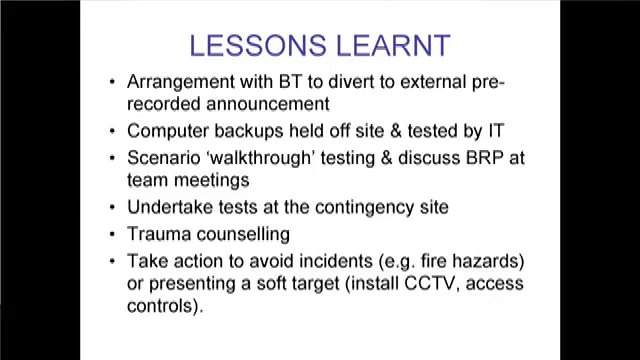 LESSONS LEARNT
• Arrangement with BT to divert to external pre-
recorded announcement
• Computer backups held off site & tested by IT
• Scenario ‘walkthrough’ testing & discuss BRP at
team meetings
• Undertake tests at the contingency site
• Trauma counselling
• Take action to avoid incidents (e.g. fire hazards)
or presenting a soft target (install CCTV, access
controls).